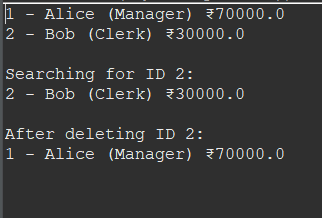 1 - Alice (Manager) ₹70000.0
2 - Bob (Clerk) ₹30000.0
Searching for ID 2:
2 - Bob (Clerk) ₹30000.0
After deleting ID 2:
1 - Alice (Manager) ₹70000.0